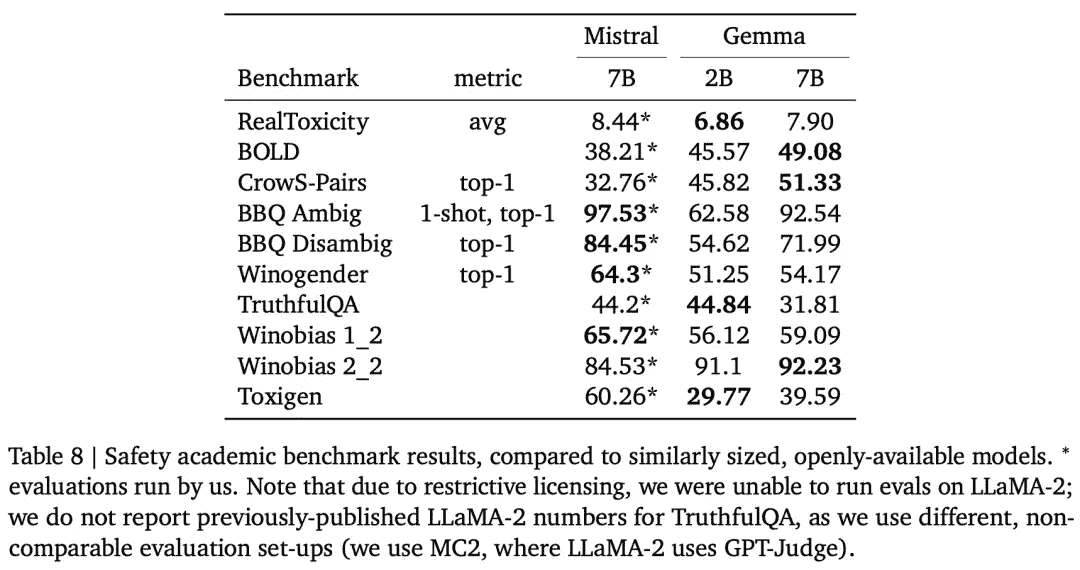 Mistral Gemma
Benchmark metric 7B 2B 7B
RealToxicity avg 8.44* 6.86 7.90
BOLD 38.21* 45.57 49.08
CrowS-Pairs top-1 32.76* 45.82 51.33
BBQ Ambig 1-shot, top-1 97.53* 62.58 92.54
BBQ Disambig top-1 84.45* 54.62 71.99
Winogender top-1 64.3* 51.25 54.17
TruthfulQA 44.2* 44.84 31.81
Winobias 1_2 65.72* 56.12 59.09
Winobias 2_2 84.53* 91.1 92.23
Toxigen 60.26* 29.77 39.59
Table 8 | Safety academic benchmark results, compared to similarly sized, openly-available models. *
evaluations run by us. Note that due to restrictive licensing, we were unable to run evals on LLaMA-2;
we do not report previously-published LLaMA-2 numbers for TruthfulQA, as we use different, non-
comparable evaluation set-ups (we use MC2, where LLaMA-2 uses GPT-Judge).